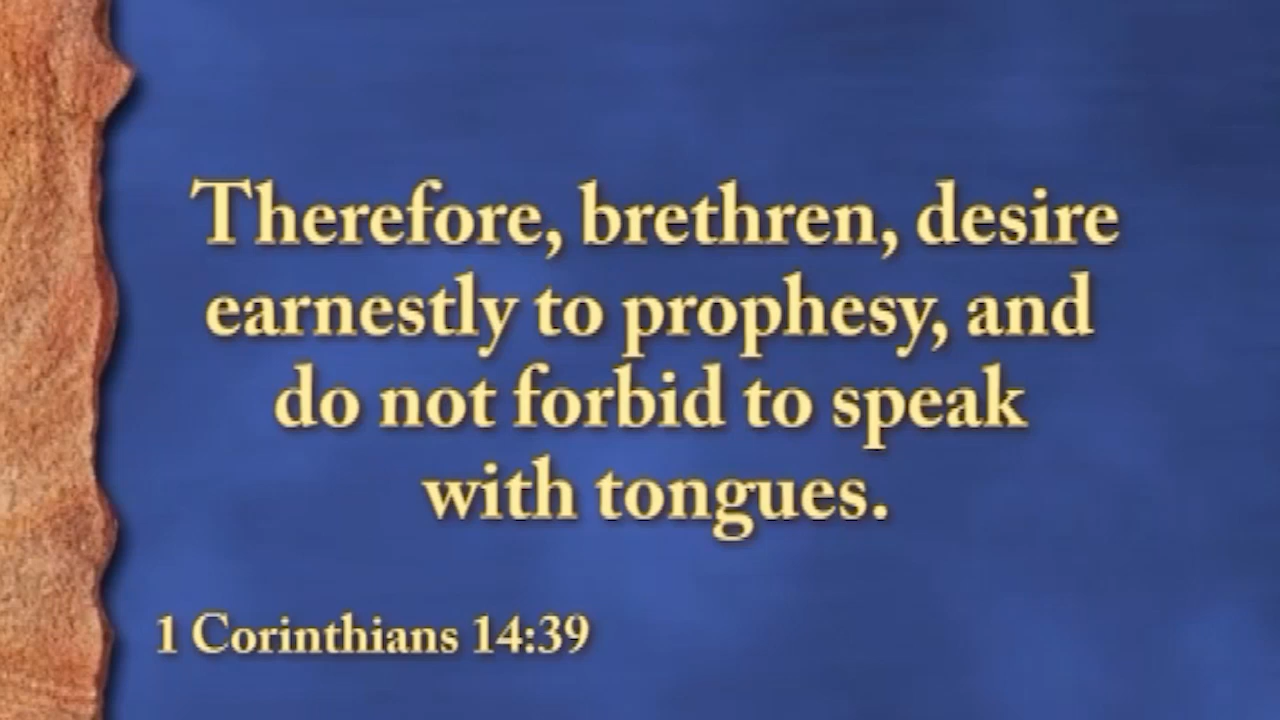 Therefore, brethren, desire
earnestly to prophesy, and
do not forbid to speak
with tongues.
1 Corinthians 14:39